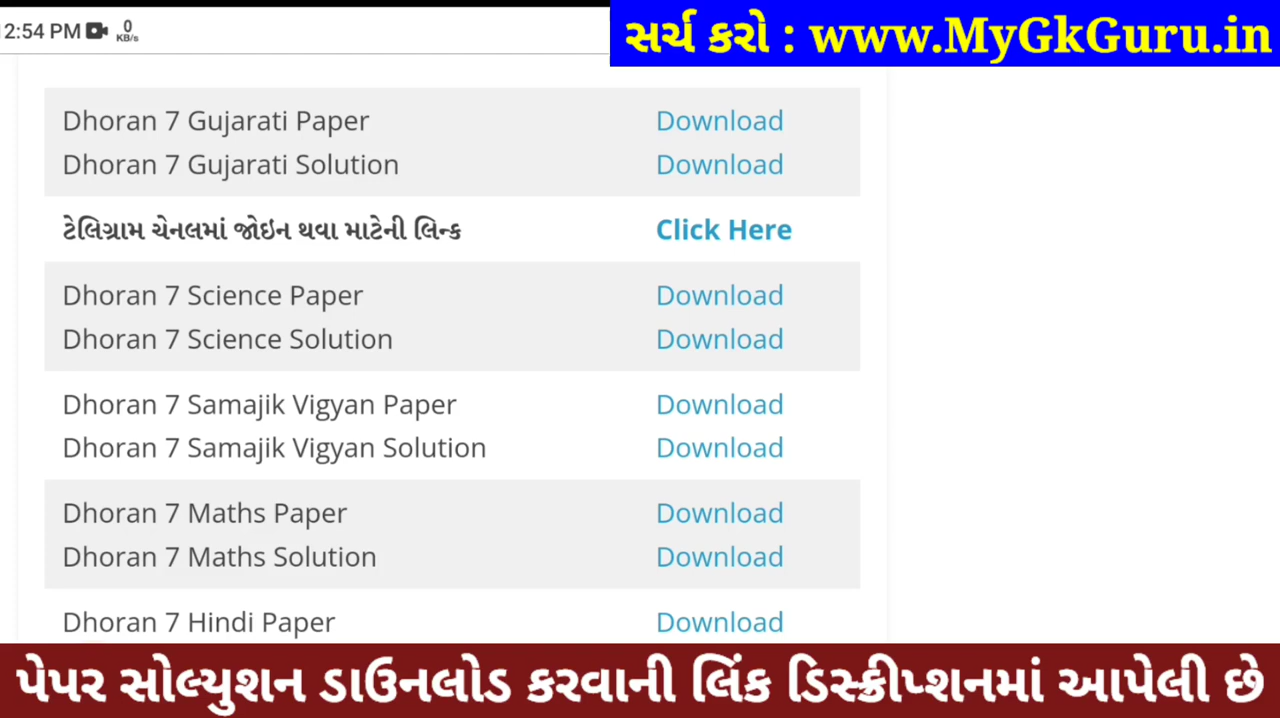 12:54 PM 0 KB/s
સર્ચ કરો : www.MyGkGuru.in
Dhoran 7 Gujarati Paper Download
Dhoran 7 Gujarati Solution Download
ટેલિગ્રામ ચેનલમાં જોઇન થવા માટેની લિન્ક Click Here
Dhoran 7 Science Paper Download
Dhoran 7 Science Solution Download
Dhoran 7 Samajik Vigyan Paper Download
Dhoran 7 Samajik Vigyan Solution Download
Dhoran 7 Maths Paper Download
Dhoran 7 Maths Solution Download
Dhoran 7 Hindi Paper Download
પેપર સોલ્યુશન ડાઉનલોડ કરવાની લિંક ડિસ્ક્રીપ્શનમાં આપેલી છે